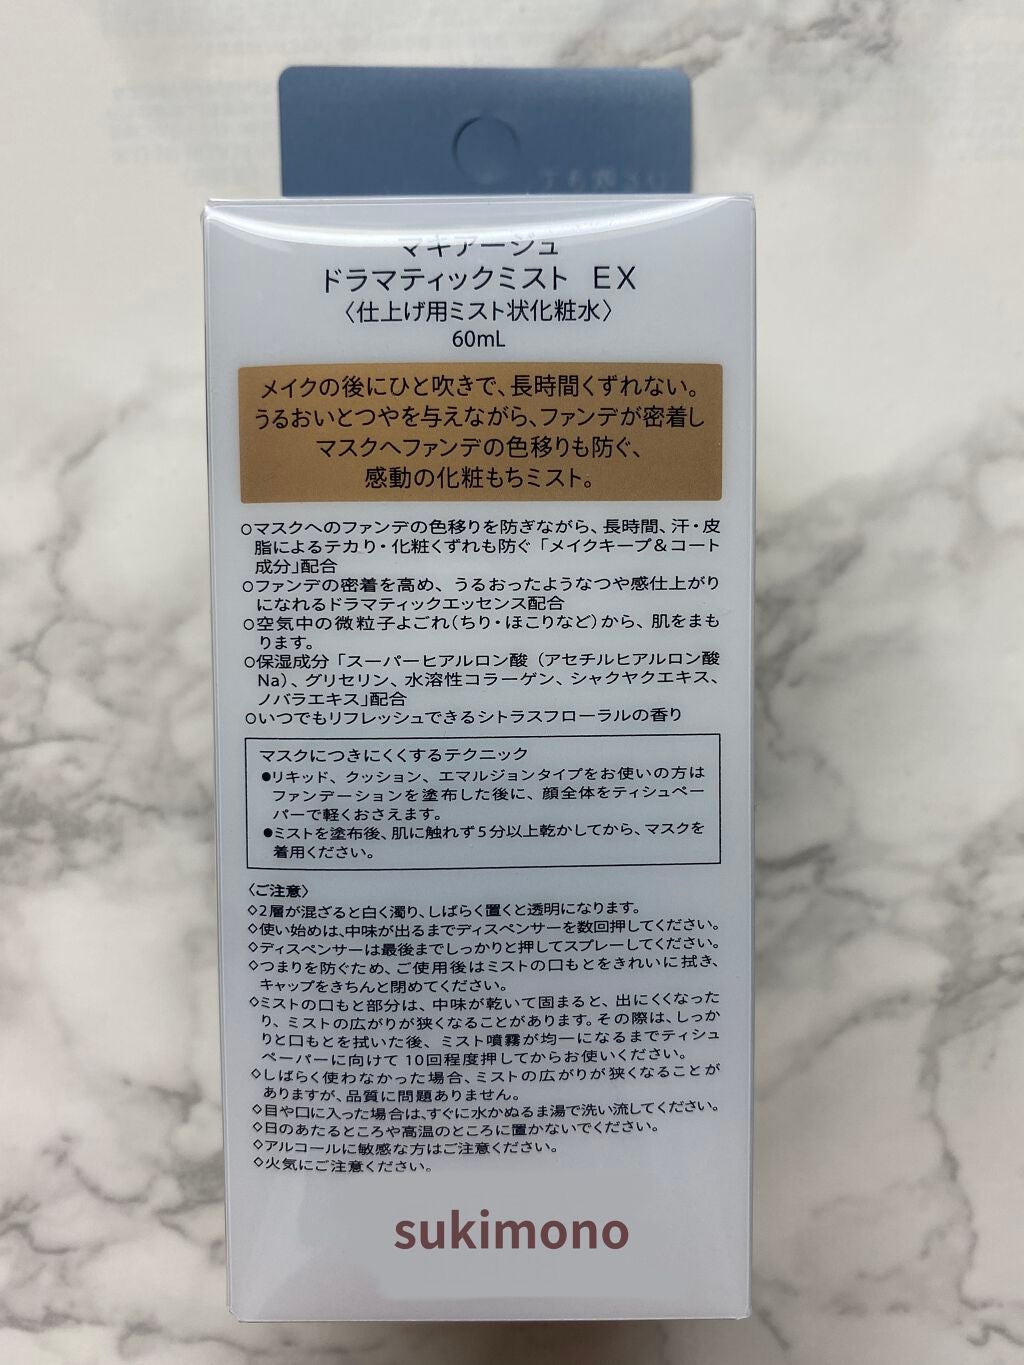 マキアージュ
ドラマティックミスト EX
〈仕上げ用ミスト状化粧水〉
60mL
メイクの後にひと吹きで、長時間くずれない。
うるおいとつやを与えながら、ファンデが密着し
マスクへファンデの色移りも防ぐ、
感動の化粧もちミスト。
○マスクへのファンデの色移りを防ぎながら、長時間、汗・皮
脂によるテカり・化粧くずれも防ぐ「メイクキープ&コート
成分」配合
○ファンデの密着を高め、うるおったようなつや感仕上がり
になれるドラマティックエッセンス配合
○空気中の微粒子よごれ(ちり・ほこりなど)から、肌をまも
ります。
○保湿成分「スーパーヒアルロン酸（アセチルヒアルロン酸
Na）、グリセリン、水溶性コラーゲン、シャクヤクエキス、
ノバラエキス」配合
○いつでもリフレッシュできるシトラスフローラルの香り
マスクにつきにくくするテクニック
●リキッド、クッション、エマルジョンタイプをお使いの方は
ファンデーションを塗布した後に、顔全体をティシュペー
パーで軽くおさえます。
●ミストを塗布後、肌に触れず5分以上乾かしてから、マスクを
着用ください。
〈ご注意〉
◇2層が混ざると白く濁り、しばらく置くと透明になります。
◇使い始めは、中味が出るまでディスペンサーを数回押してください。
◇ディスペンサーは最後までしっかりと押してスプレーしてください。
◇つまりを防ぐため、ご使用後はミストの口もとをきれいに拭き、
キャップをきちんと閉めてください。
◇ミストの口もと部分は、中味が乾いて固まると、出にくくなった
り、ミストの広がりが狭くなることがあります。その際は、しっか
りと口もとを拭いた後、ミスト噴霧が均一になるまでティシュ
ペーパーに向けて10回程度押してからお使いください。
◇しばらく使わなかった場合、ミストの広がりが狭くなることが
ありますが、品質に問題ありません。
◇目や口に入った場合は、すぐに水かぬるま湯で洗い流してください。
◇日のあたるところや高温のところに置かないでください。
◇アルコールに敏感な方はご注意ください。
◇火気にご注意ください。
sukimono